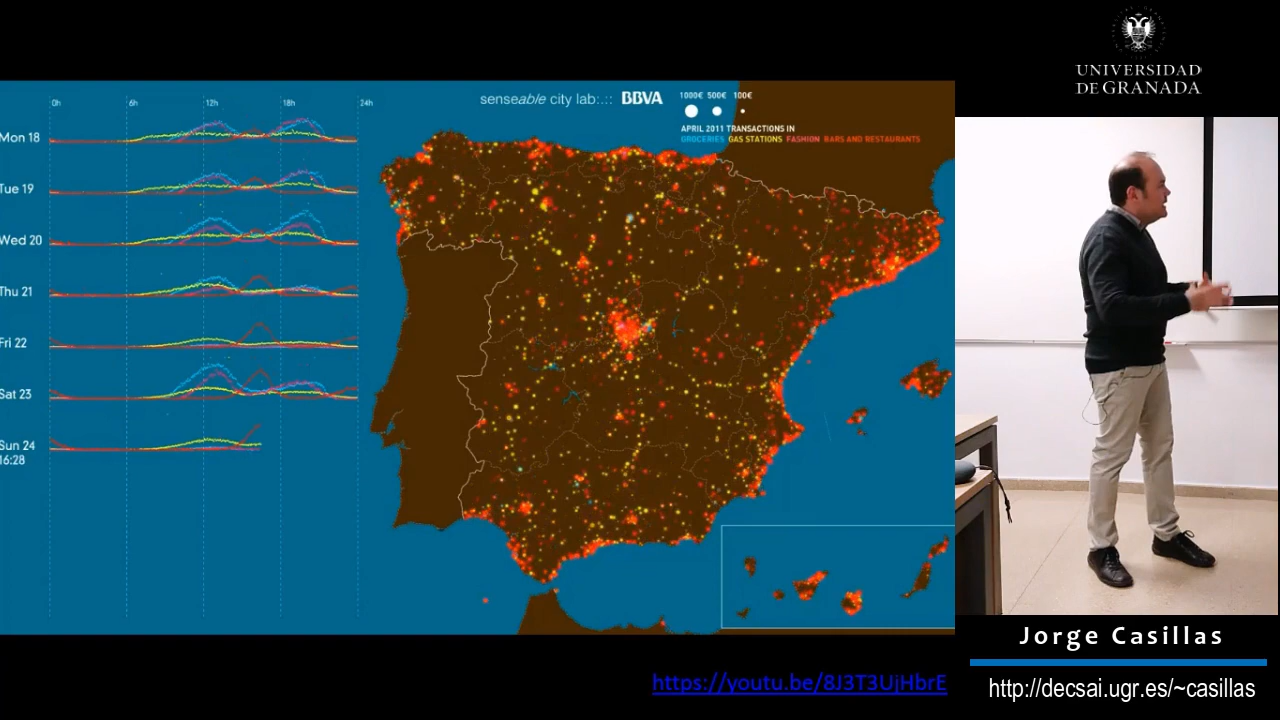 0h 6h 12h 18h 24h
Mon 18
Tue 19
Wed 20
Thu 21
Fri 22
Sat 23
Sun 24
16:28
senseable city lab:.:: BBVA
1000€ 500€ 100€
APRIL 2011 TRANSACTIONS IN
GROCERIES GAS STATIONS FASHION BARS AND RESTAURANTS
https://youtu.be/8J3T3UjHbrE
UNIVERSIDAD
DE GRANADA
Jorge Casillas
http://decsai.ugr.es/~casillas